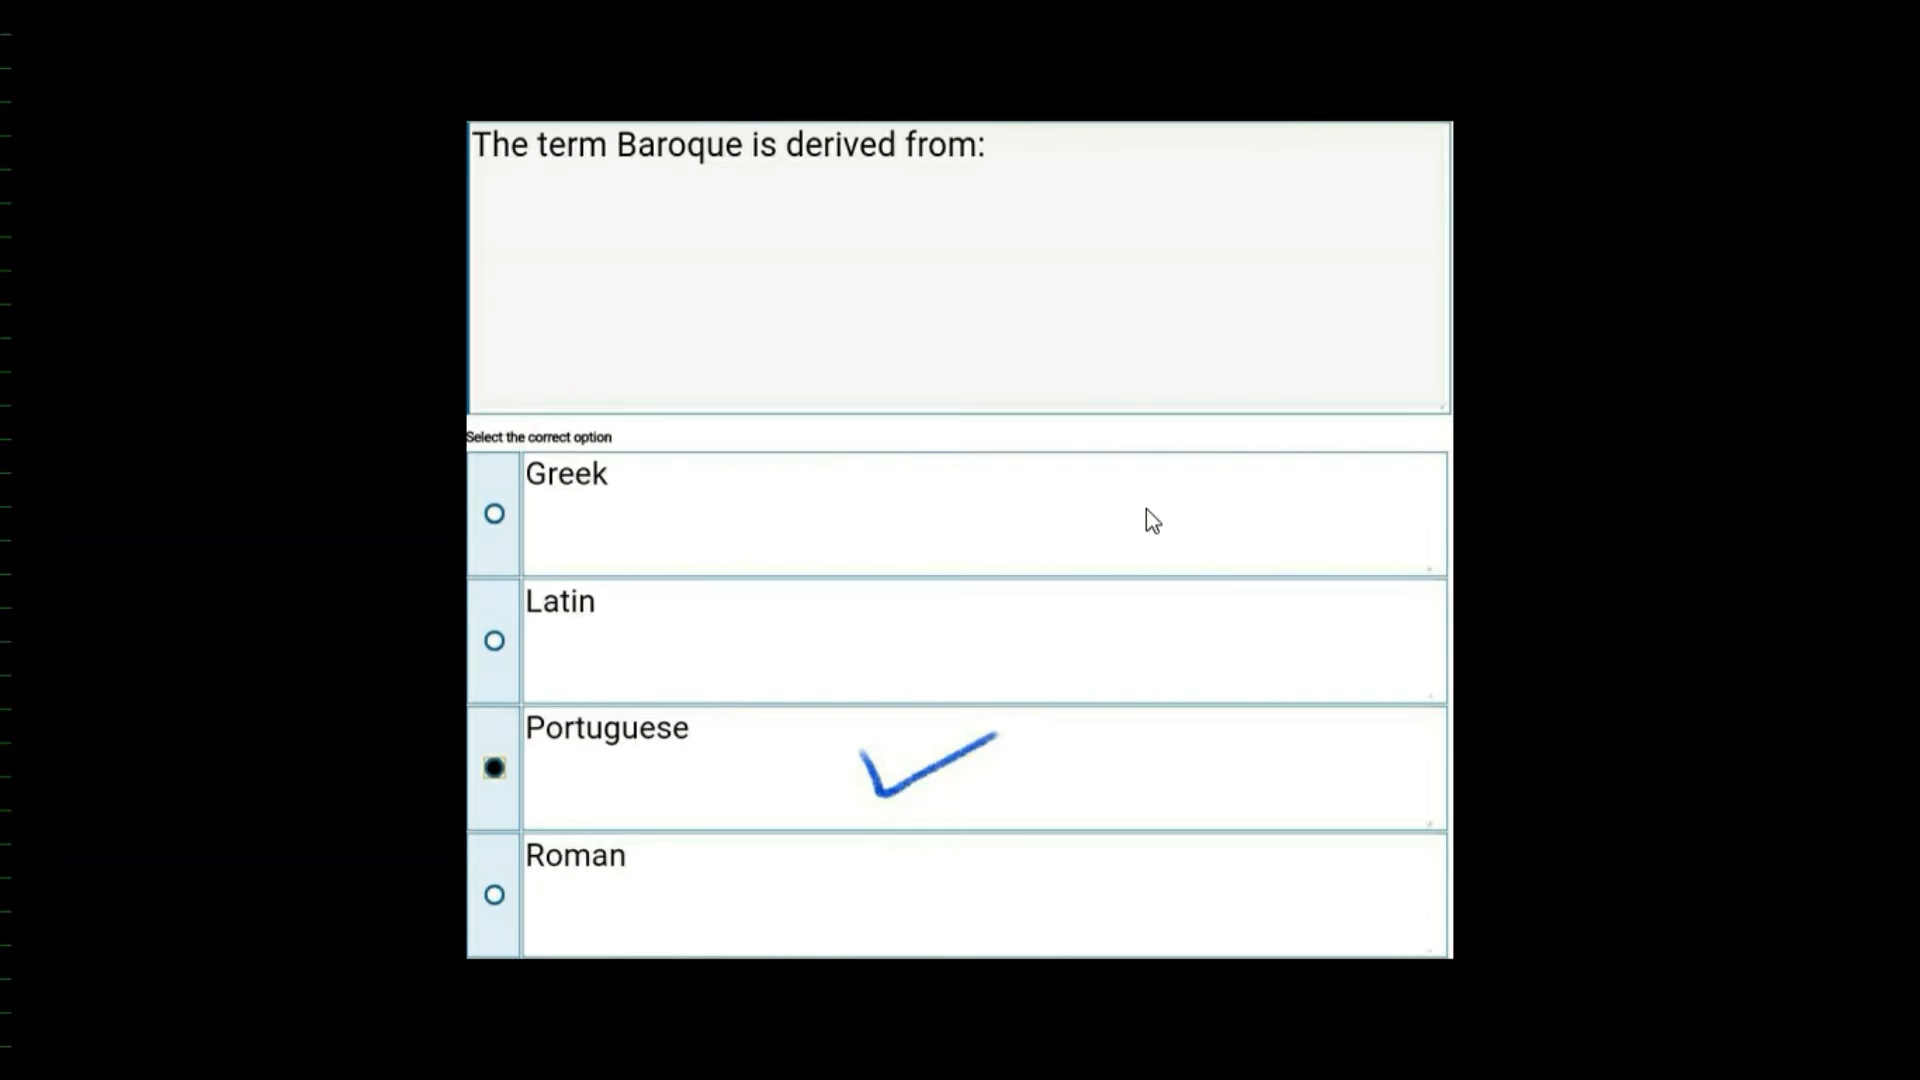 The term Baroque is derived from:
Select the correct option
Greek
Latin
Portuguese
Roman